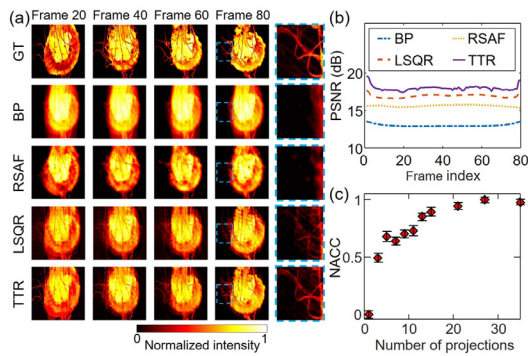 (a) Frame 20 Frame 40 Frame 60 Frame 80
GT
BP
RSAF
LSQR
TTR
0 1
Normalized intensity
(b)
BP RSAF
LSQR TTR
PSNR (dB)
25
20
15
10
0 20 40 60 80
Frame index
(c)
NACC
1
0.5
0
0 10 20 30
Number of projections